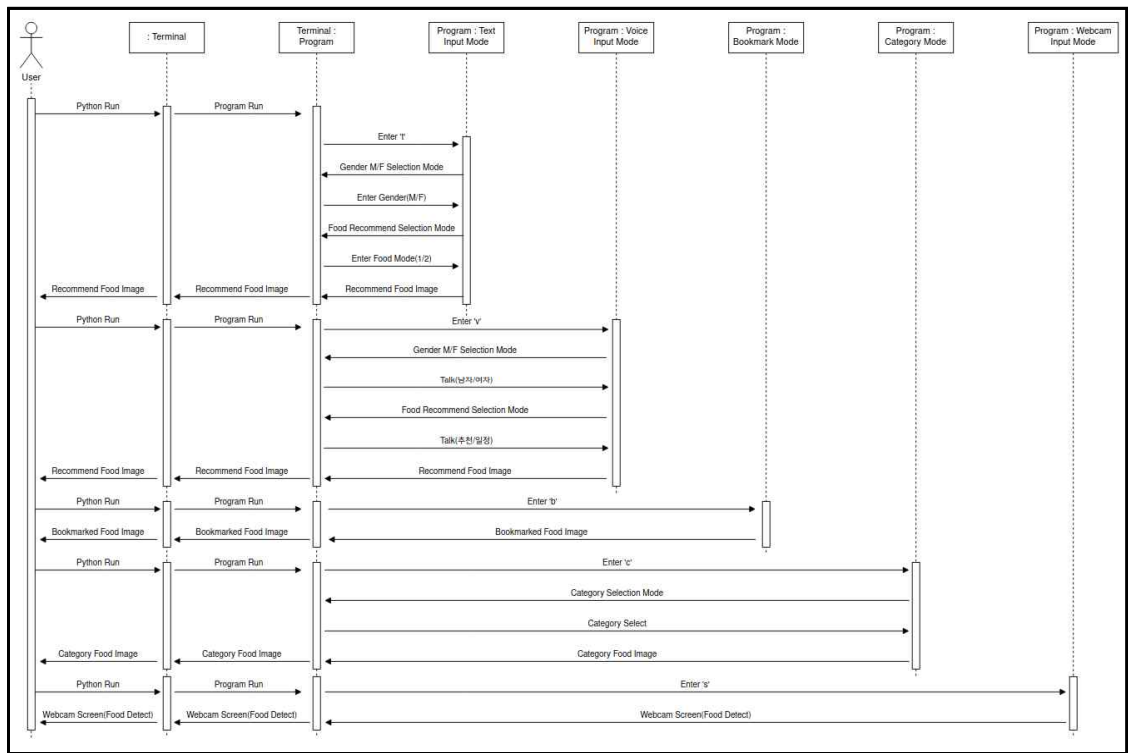 : Terminal
Terminal :
Program
Program : Text
Input Mode
Program : Voice
Input Mode
Program :
Bookmark Mode
Program :
Category Mode
Program : Webcam
Input Mode
User
Python Run
Program Run
Enter 't'
Gender M/F Selection Mode
Enter Gender(M/F)
Food Recommend Selection Mode
Enter Food Mode(1/2)
Recommend Food Image
Recommend Food Image
Recommend Food Image
Python Run
Program Run
Enter 'v'
Gender M/F Selection Mode
Talk(남자/여자)
Food Recommend Selection Mode
Talk(추천/일정)
Recommend Food Image
Recommend Food Image
Recommend Food Image
Python Run
Program Run
Enter 'b'
Bookmarked Food Image
Bookmarked Food Image
Bookmarked Food Image
Python Run
Program Run
Enter 'c'
Category Selection Mode
Category Select
Category Food Image
Category Food Image
Category Food Image
Python Run
Program Run
Enter 's'
Webcam Screen(Food Detect)
Webcam Screen(Food Detect)
Webcam Screen(Food Detect)